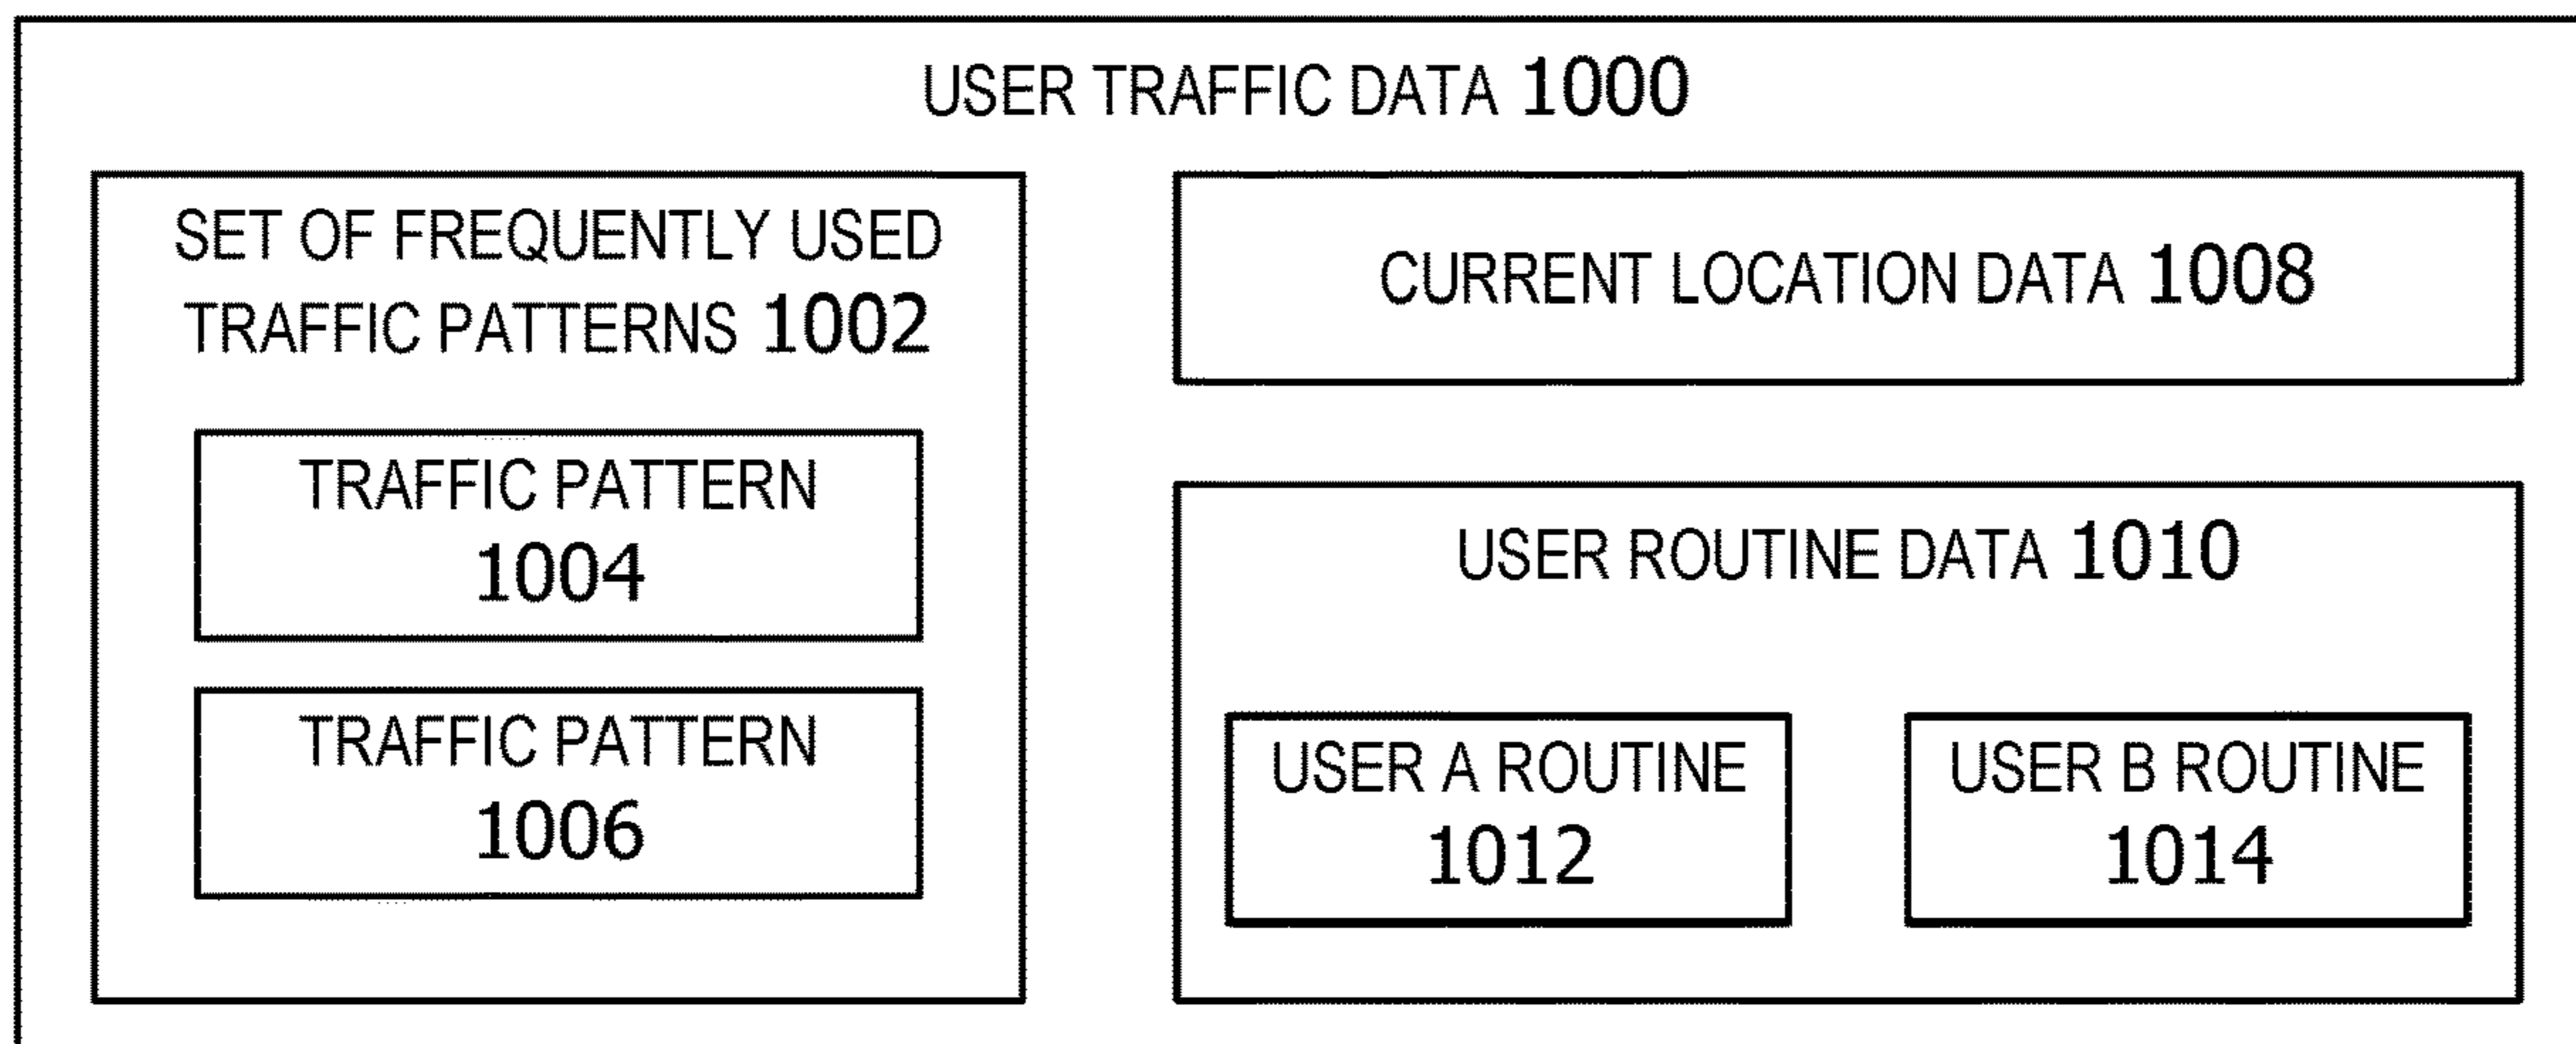 USER TRAFFIC DATA 1000
SET OF FREQUENTLY USED
TRAFFIC PATTERNS 1002
TRAFFIC PATTERN
1004
TRAFFIC PATTERN
1006
CURRENT LOCATION DATA 1008
USER ROUTINE DATA 1010
USER A ROUTINE
1012
USER B ROUTINE
1014